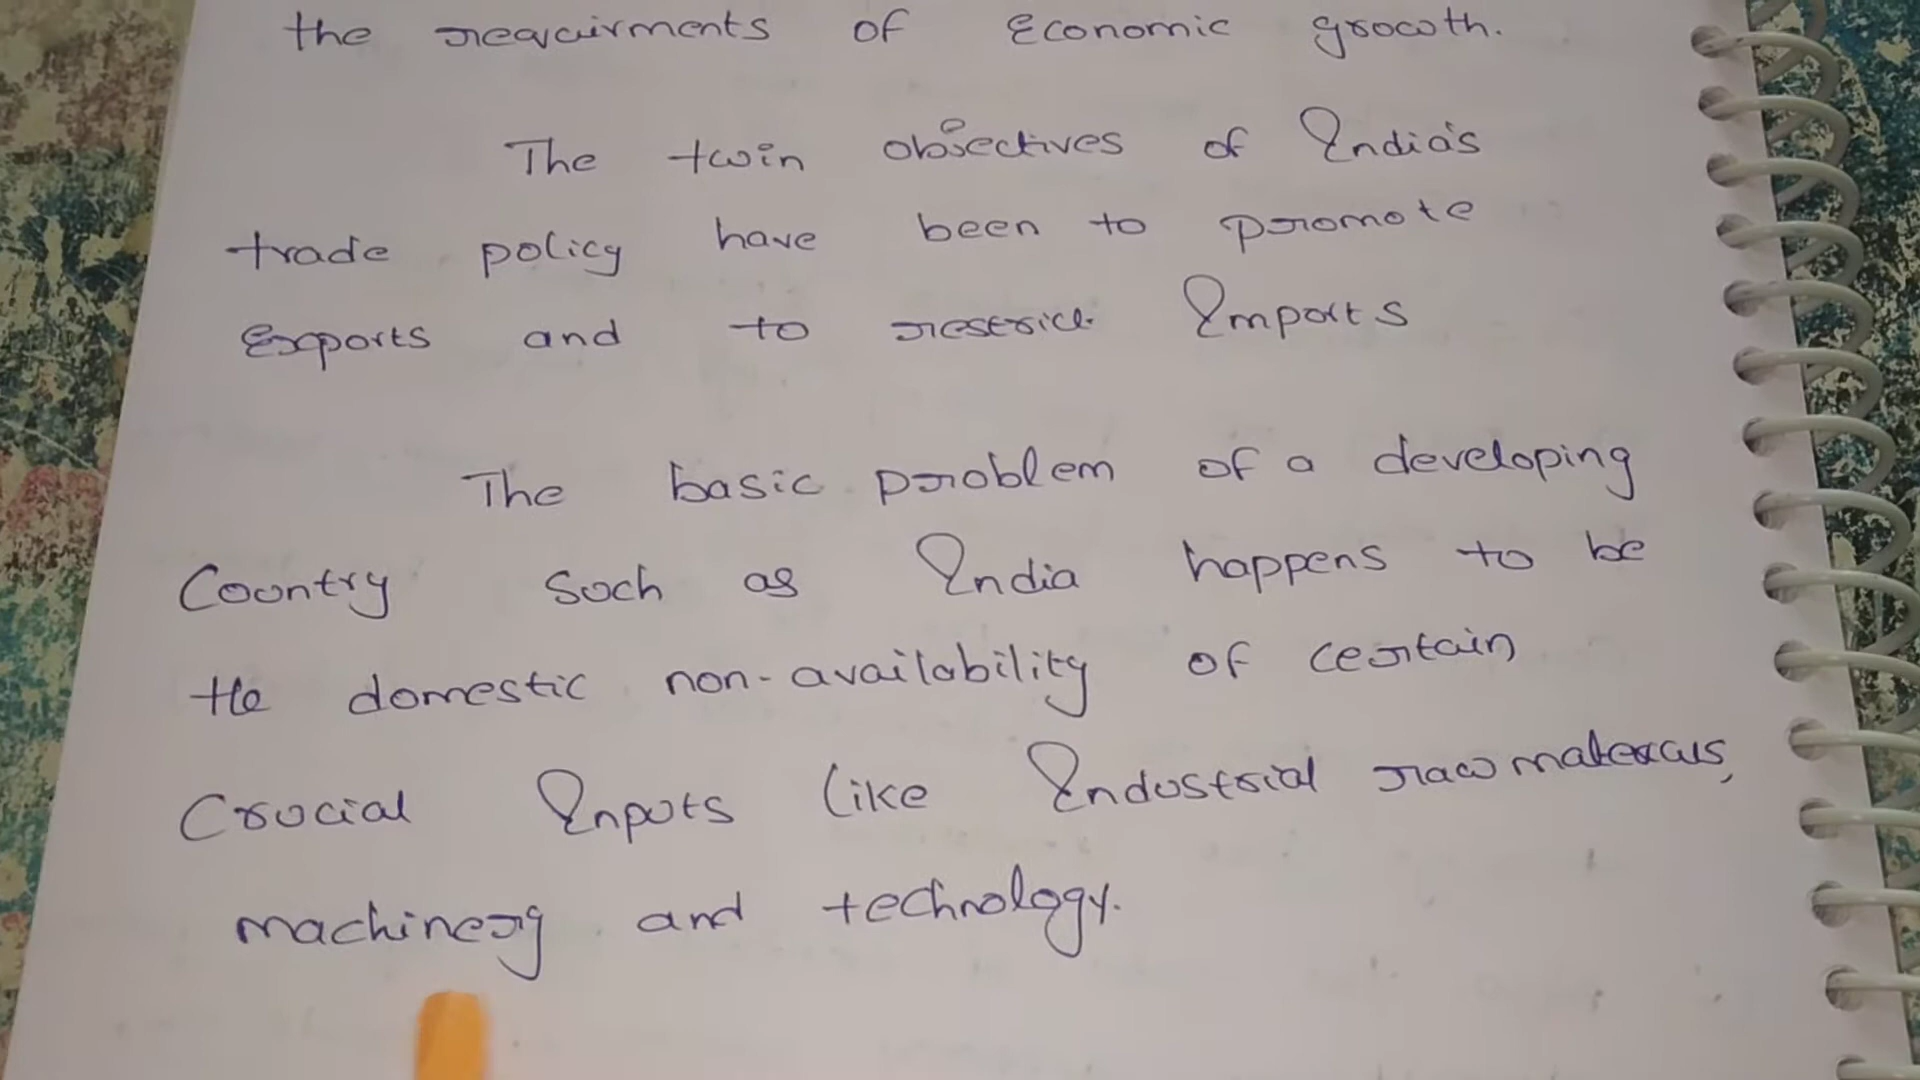 the requirments of Economic growth.
The twin objectives of India's
trade policy have been to promote
Exports and to restrict Imports
The basic problem of a developing
Country such as India happens to be
the domestic non-availability of certain
Crucial Inputs like Industrial raw materials,
machinery and technology.